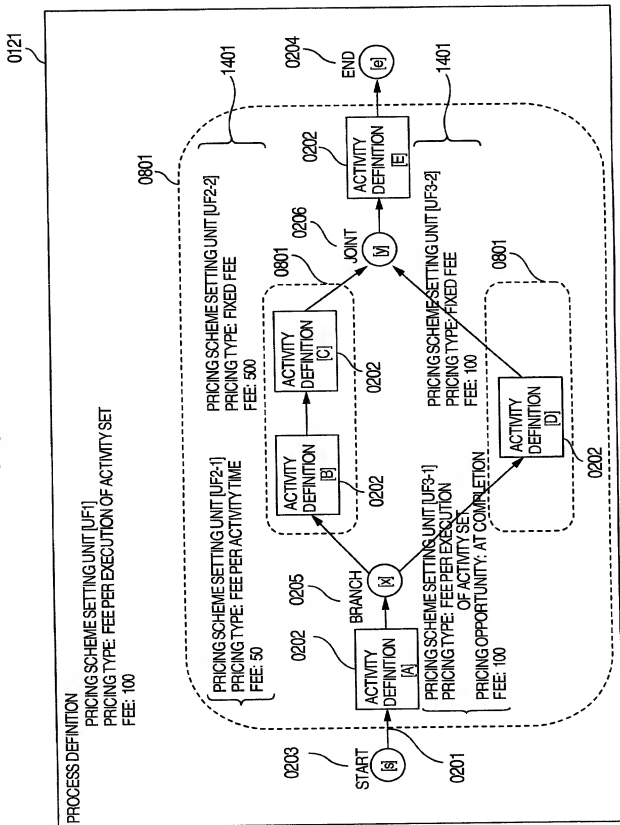 0121
PROCESS DEFINITION
PRICING SCHEME SETTING UNIT [UF1]
PRICING TYPE: FEE PER EXECUTION OF ACTIVITY SET
FEE: 100
0801
PRICING SCHEME SETTING UNIT [UF2-1]
PRICING TYPE: FEE PER ACTIVITY TIME
FEE: 50
PRICING SCHEME SETTING UNIT [UF2-2]
PRICING TYPE: FIXED FEE
FEE: 500
1401
0203
START
[s]
0201
0202
ACTIVITY
DEFINITION
[A]
0205
BRANCH
[x]
ACTIVITY
DEFINITION
[B]
0202
ACTIVITY
DEFINITION
[C]
0202
0801
0206
JOINT
[y]
0202
ACTIVITY
DEFINITION
[E]
0204
END
[e]
PRICING SCHEME SETTING UNIT [UF3-1]
PRICING TYPE: FEE PER EXECUTION
OF ACTIVITY SET
PRICING OPPORTUNITY: AT COMPLETION
FEE: 100
PRICING SCHEME SETTING UNIT [UF3-2]
PRICING TYPE: FIXED FEE
FEE: 100
1401
ACTIVITY
DEFINITION
[D]
0202
0801